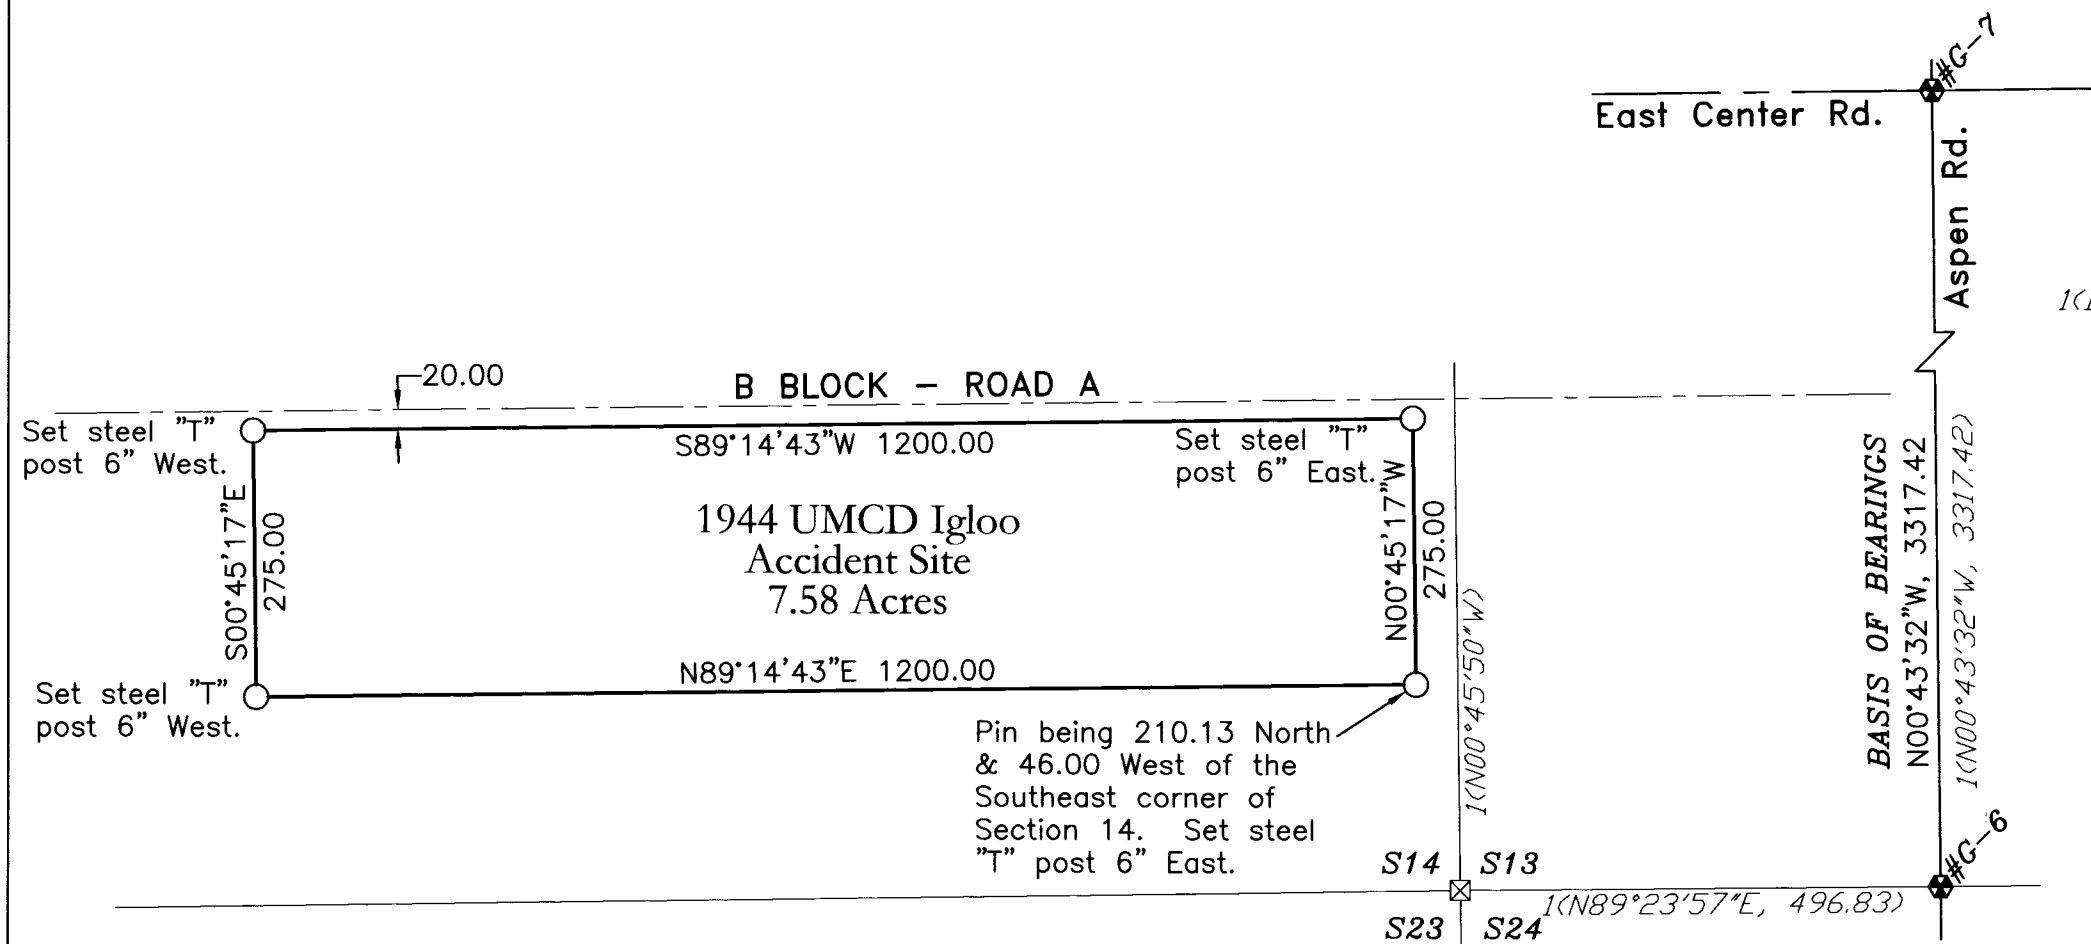 #G-7
East Center Rd.
Aspen Rd.
20.00
B BLOCK - ROAD A
Set steel "T"
post 6" West.
S89°14'43"W 1200.00
Set steel "T"
post 6" East.
S00°45'17"E
275.00
1944 UMCD Igloo
Accident Site
7.58 Acres
N00°45'17"W
275.00
N89°14'43"E 1200.00
Set steel "T"
post 6" West.
Pin being 210.13 North
& 46.00 West of the
Southeast corner of
Section 14. Set steel
"T" post 6" East.
1(N00°45'50"W)
BASIS OF BEARINGS
N00°43'32"W, 3317.42
1(N00°43'32"W, 3317.42)
S14 S13
#G-6
1(N89°23'57"E, 496.83)
S23 S24